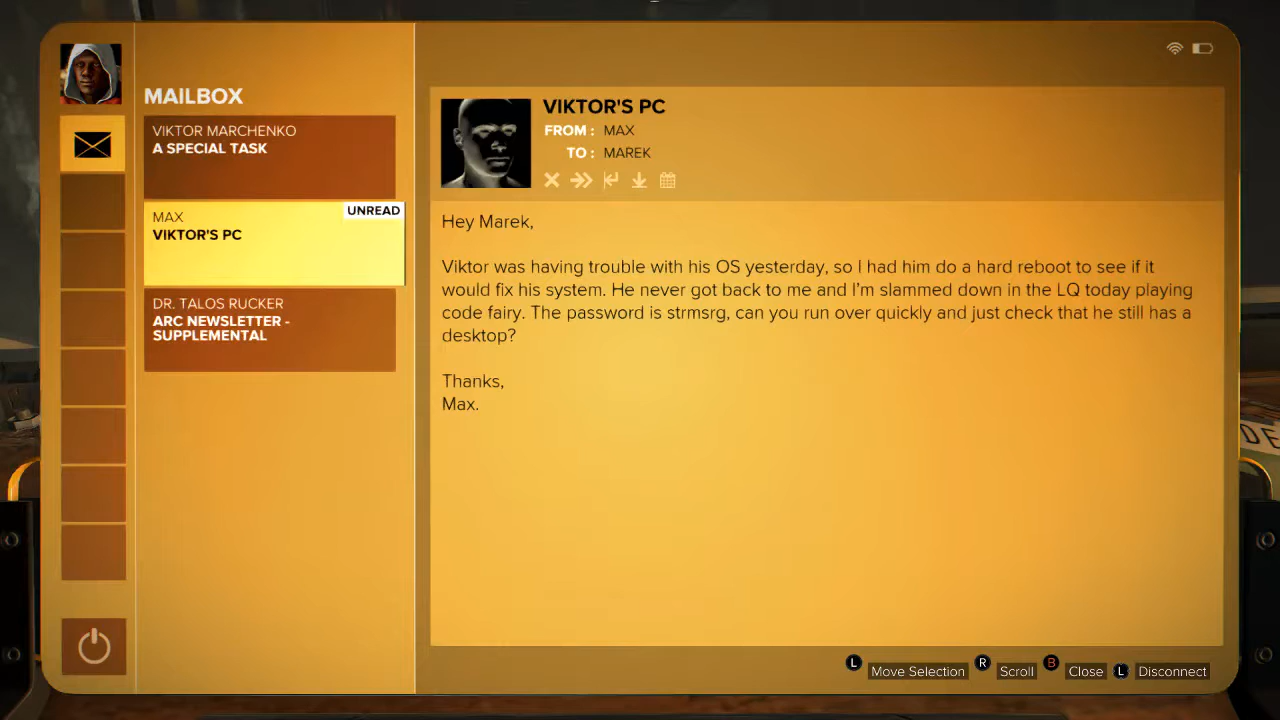 MAILBOX
VIKTOR MARCHENKO
A SPECIAL TASK
UNREAD
MAX
VIKTOR'S PC
DR. TALOS RUCKER
ARC NEWSLETTER -
SUPPLEMENTAL
VIKTOR'S PC
FROM : MAX
TO : MAREK
Hey Marek,
Viktor was having trouble with his OS yesterday, so I had him do a hard reboot to see if it
would fix his system. He never got back to me and I'm slammed down in the LQ today playing
code fairy. The password is strmsrg, can you run over quickly and just check that he still has a
desktop?
Thanks,
Max.
L Move Selection R Scroll B Close L Disconnect